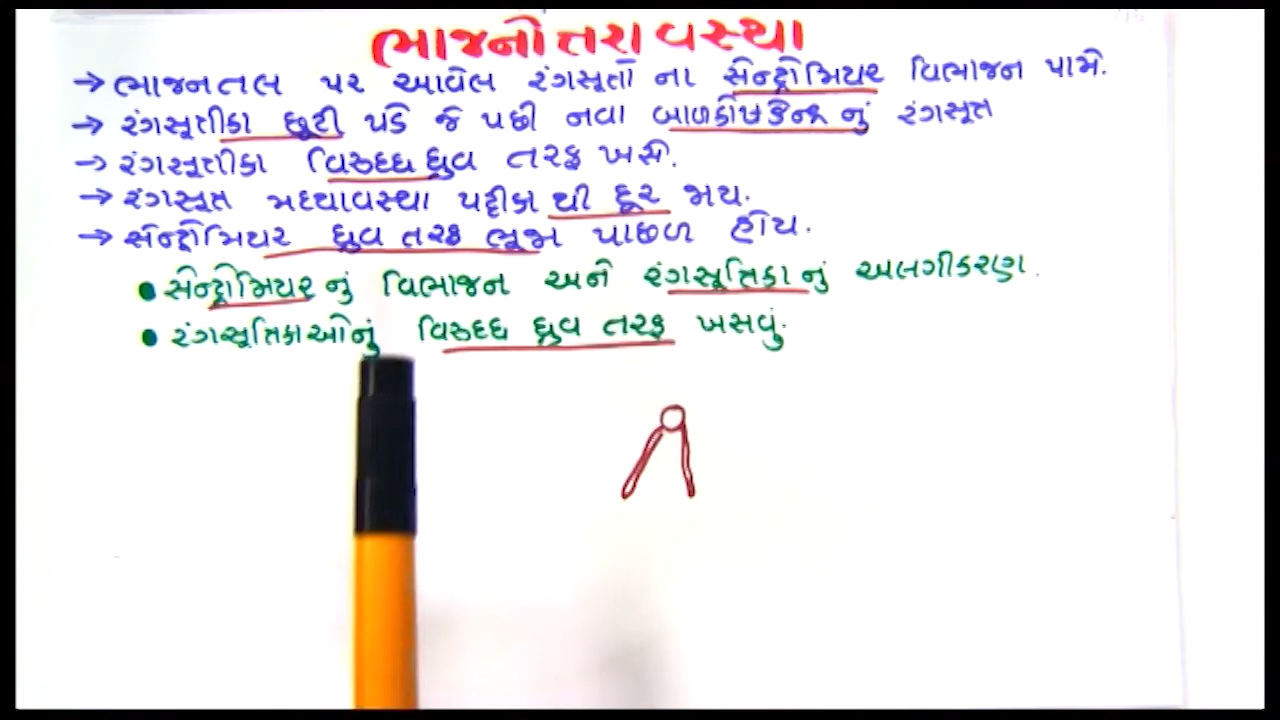 ભાજનોતરાવસ્થા
→ ભાજનતલ પર આવેલ રંગસૂતો ના સેન્ટ્રોમિયર વિભાજન પામે.
→ રંગસૂતીકા છૂટી પડે જે પછી નવા બાળકોષકેન્દ્ર નું રંગસૂત
→ રંગસૂતીકા વિરુદ્ધ ધ્રુવ તરફ ખસે.
→ રંગસૂત મધ્યાવસ્થા પટ્ટીકા થી દૂર જાય.
→ સેન્ટ્રોમિયર ધ્રુવ તરફ ભૂજા પાછળ હોય.
• સેન્ટ્રોમિયર નું વિભાજન અને રંગસૂત્તિકા નું અલગીકરણ.
• રંગસૂત્તિકાઓનું વિરુદ્ધ ધ્રુવ તરફ ખસવું.